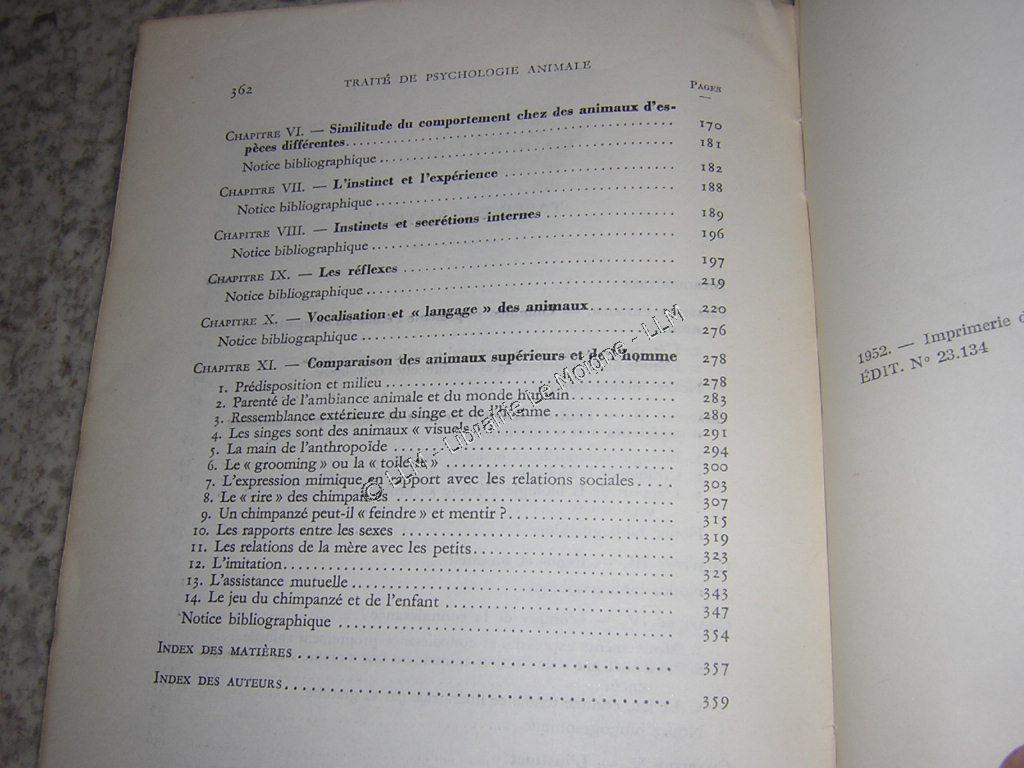 362
TRAITÉ DE PSYCHOLOGIE ANIMALE
PAGES
CHAPITRE VI. — Similitude du comportement chez des animaux d'es-
pèces différentes........ 170
Notice bibliographique........ 181
CHAPITRE VII. — L'instinct et l'expérience ........ 182
Notice bibliographique........ 188
CHAPITRE VIII. — Instincts et secrétions internes ........ 189
Notice bibliographique........ 196
CHAPITRE IX. — Les réflexes ........ 197
Notice bibliographique........ 219
CHAPITRE X. — Vocalisation et « langage » des animaux........ 220
Notice bibliographique........ 276
CHAPITRE XI. — Comparaison des animaux supérieurs et de l'homme 278
1. Prédisposition et milieu ........ 278
2. Parenté de l'ambiance animale et du monde humain........ 283
3. Ressemblance extérieure du singe et de l'homme ........ 289
4. Les singes sont des animaux « visuels »........ 291
5. La main de l'anthropoïde ........ 294
6. Le « grooming » ou la « toilette » ........ 300
7. L'expression mimique en rapport avec les relations sociales.... 303
8. Le « rire » des chimpanzés ........ 307
9. Un chimpanzé peut-il « feindre » et mentir ?........ 315
10. Les rapports entre les sexes ........ 319
11. Les relations de la mère avec les petits........ 323
12. L'imitation........ 325
13. L'assistance mutuelle ........ 343
14. Le jeu du chimpanzé et de l'enfant ........ 347
Notice bibliographique ........ 354
INDEX DES MATIÈRES ........ 357
INDEX DES AUTEURS........ 359
1952. — Imprimerie d
ÉDIT. N° 23.134
© LLM - Librairie Le Moigne - LLM